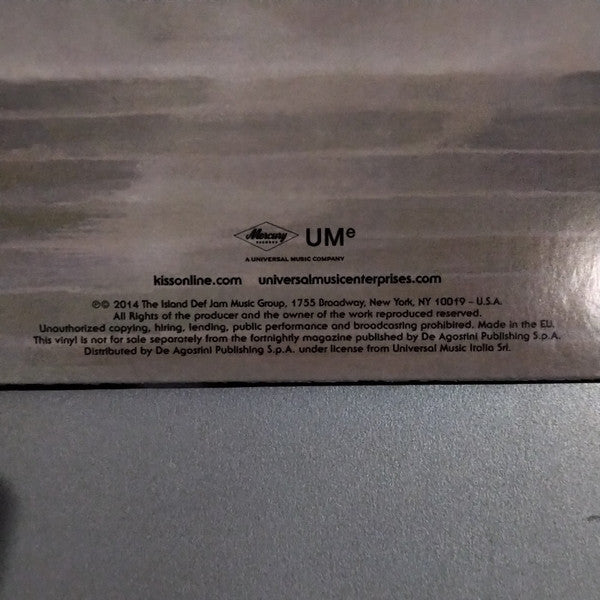 Mercury UMe
RECORDS
A UNIVERSAL MUSIC COMPANY
kissonline.com universalmusicenterprises.com
℗© 2014 The Island Def Jam Music Group, 1755 Broadway, New York, NY 10019 - U.S.A.
All Rights of the producer and the owner of the work reproduced reserved.
Unauthorized copying, hiring, lending, public performance and broadcasting prohibited. Made in the EU.
This vinyl is not for sale separately from the fortnightly magazine published by De Agostini Publishing S.p.A.
Distributed by De Agostini Publishing S.p.A. under license from Universal Music Italia Srl.